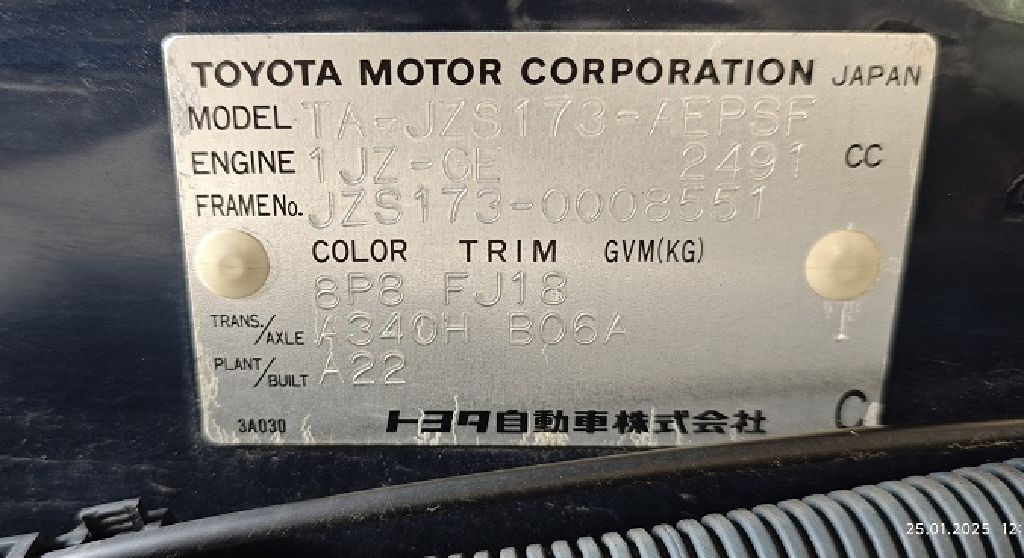 TOYOTA MOTOR CORPORATION JAPAN
MODEL TA-JZS173-AEPSF
ENGINE 1JZ-GE 2491 CC
FRAME No. JZS173-0008551
COLOR TRIM GVM(KG)
8P8 FJ18
TRANS./AXLE A340H B06A
PLANT/BUILT A22
3A030 トヨタ自動車株式会社 C
25.01.2025 12: